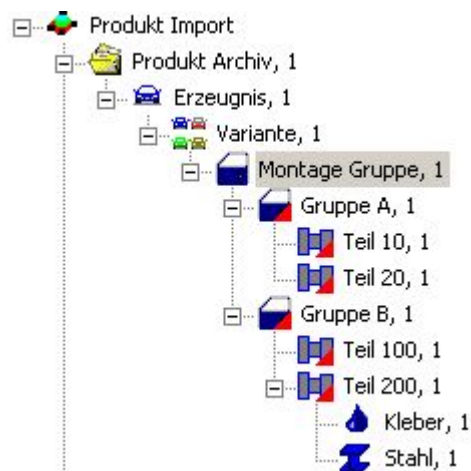 Produkt Import
Produkt Archiv, 1
Erzeugnis, 1
Variante, 1
Montage Gruppe, 1
Gruppe A, 1
Teil 10, 1
Teil 20, 1
Gruppe B, 1
Teil 100, 1
Teil 200, 1
Kleber, 1
Stahl, 1